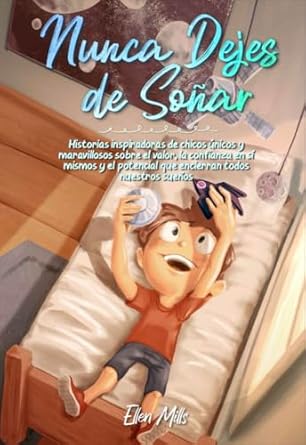 Nunca Dejes
de Soñar
Historias inspiradoras de chicos únicos y
maravillosos sobre el valor, la confianza en sí
mismos y el potencial que encierran todos
nuestros sueños
Ellen Mills